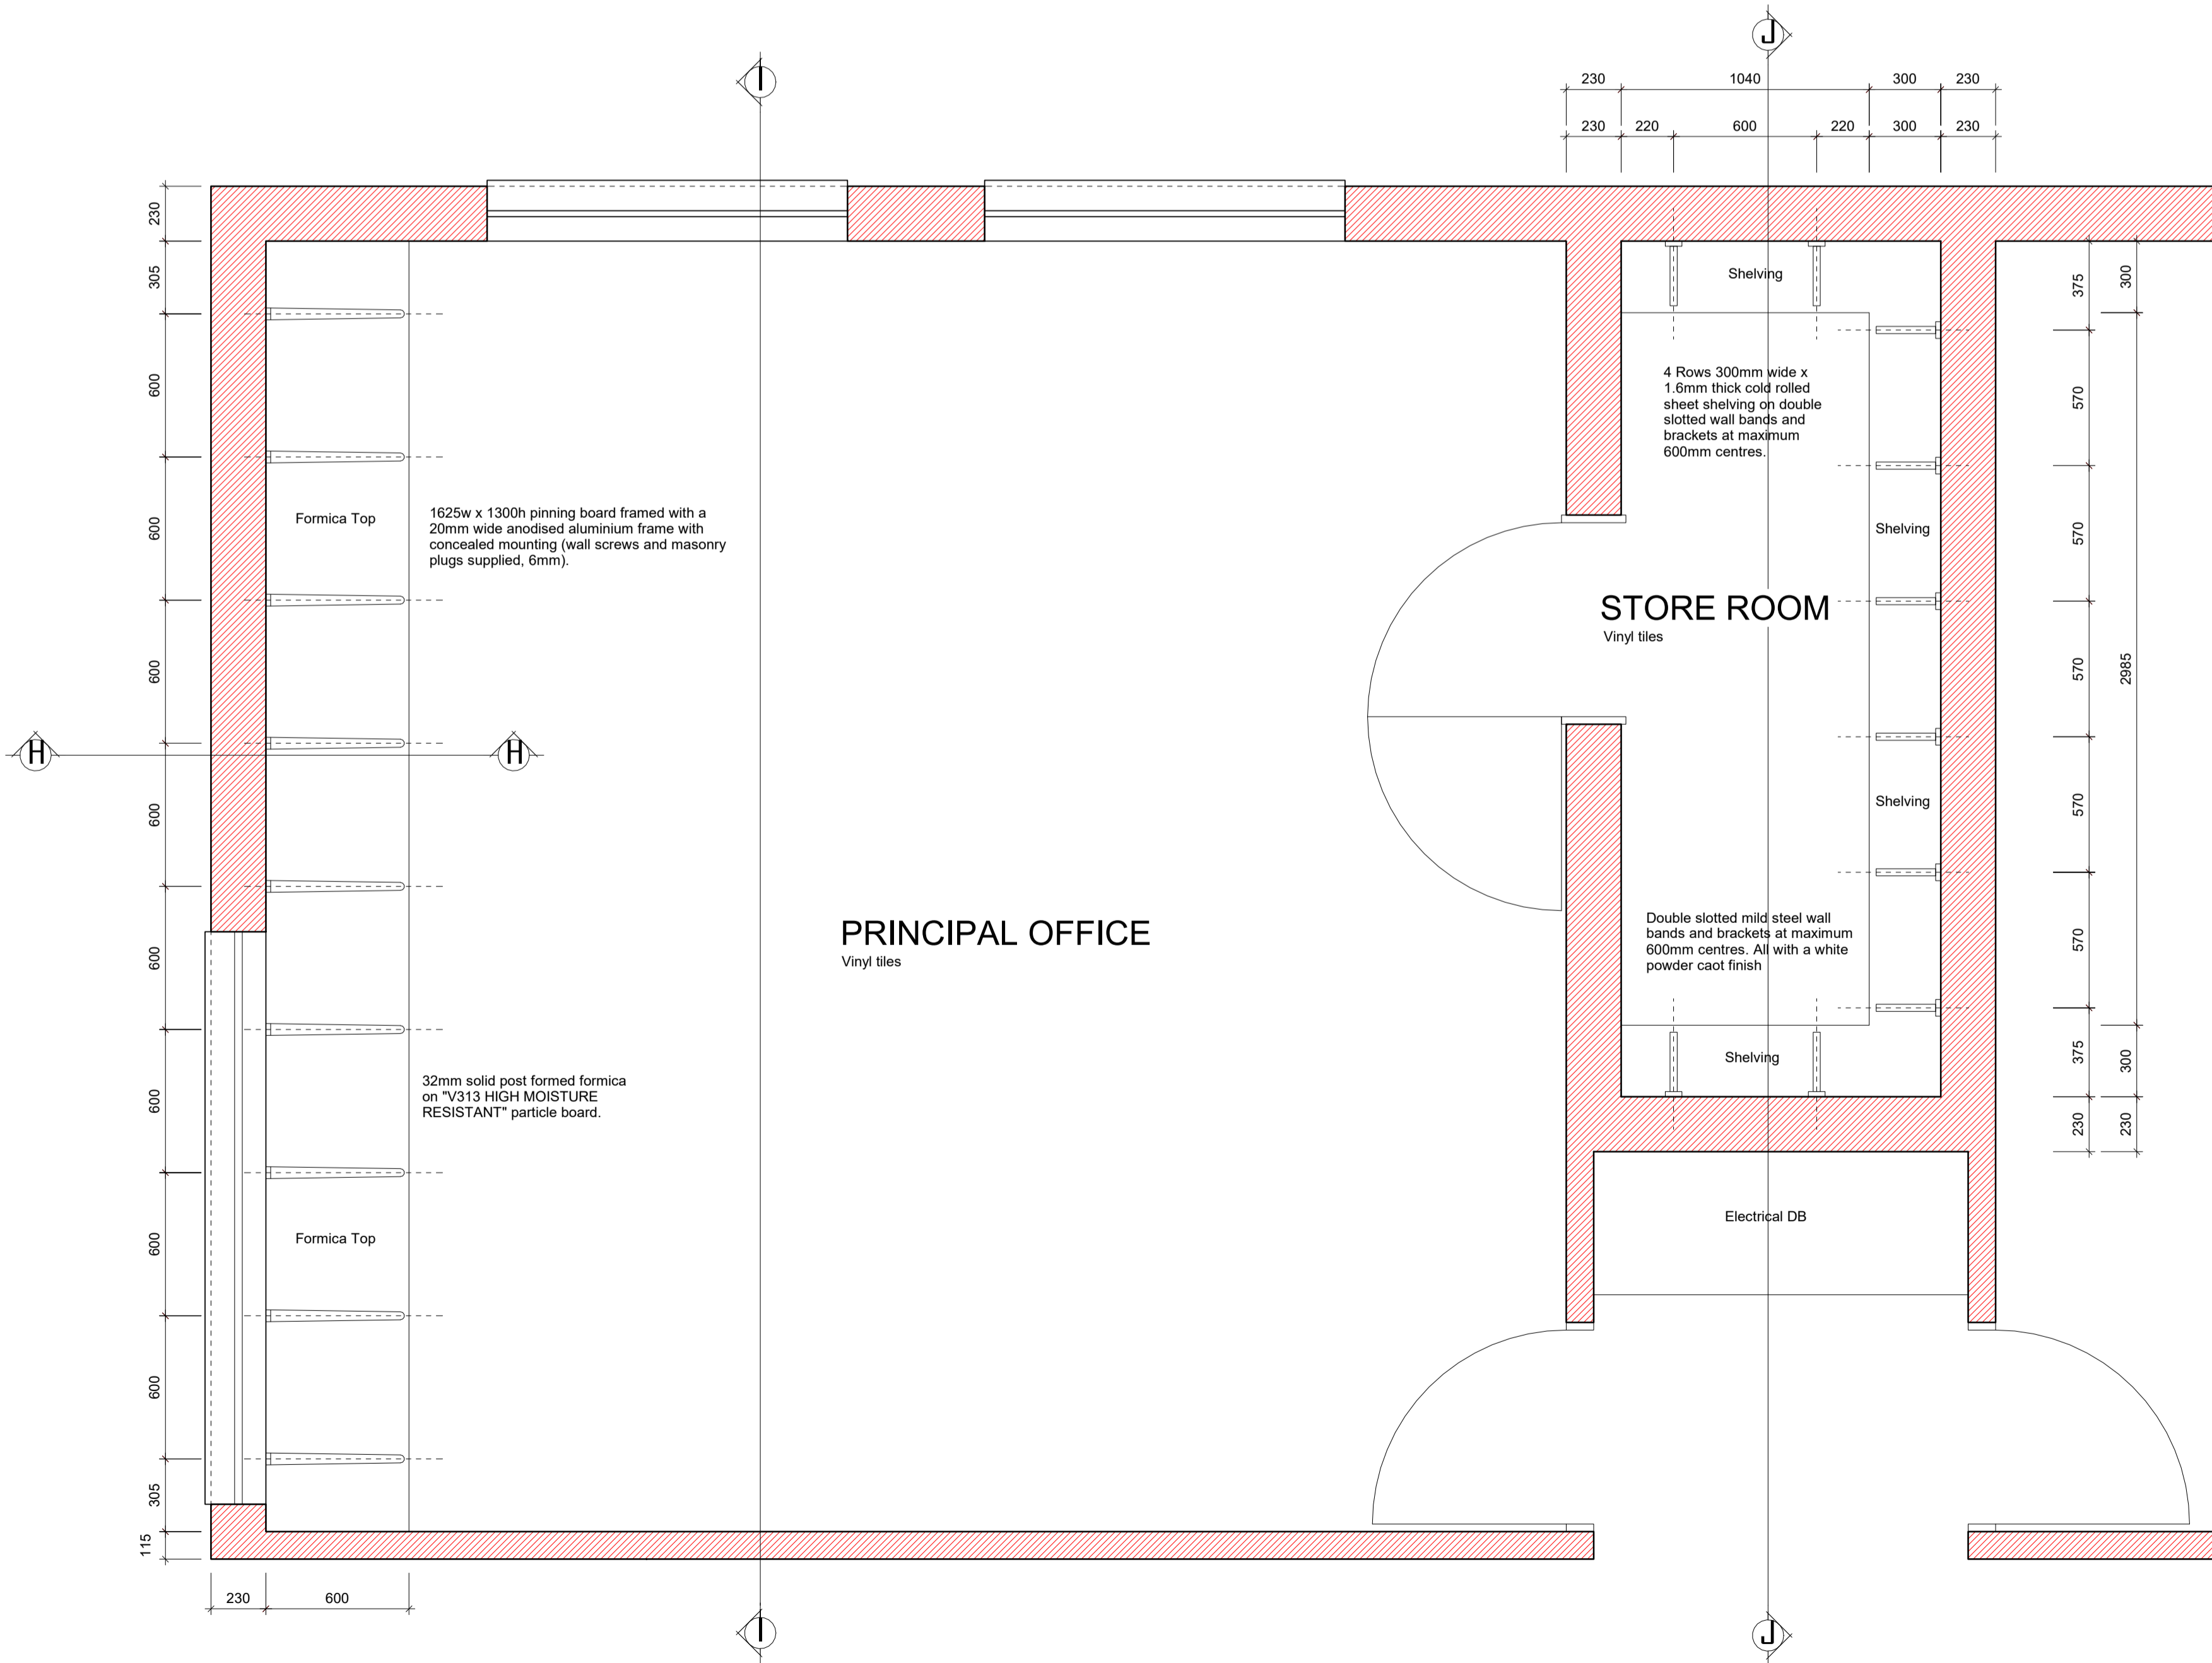 J
I
230 1040 300 230
230 220 600 220 300 230
230
305
600
600
600
600
600
600
600
600
305
115
Shelving
375
570
570
570
570
570
375
230
300
2985
300
230
4 Rows 300mm wide x
1.6mm thick cold rolled
sheet shelving on double
slotted wall bands and
brackets at maximum
600mm centres.
Formica Top
1625w x 1300h pinning board framed with a
20mm wide anodised aluminium frame with
concealed mounting (wall screws and masonry
plugs supplied, 6mm).
Shelving
STORE ROOM
Vinyl tiles
H H
Shelving
PRINCIPAL OFFICE
Vinyl tiles
Double slotted mild steel wall
bands and brackets at maximum
600mm centres. All with a white
powder caot finish
Shelving
32mm solid post formed formica
on "V313 HIGH MOISTURE
RESISTANT" particle board.
Formica Top
Electrical DB
230 600
I
J